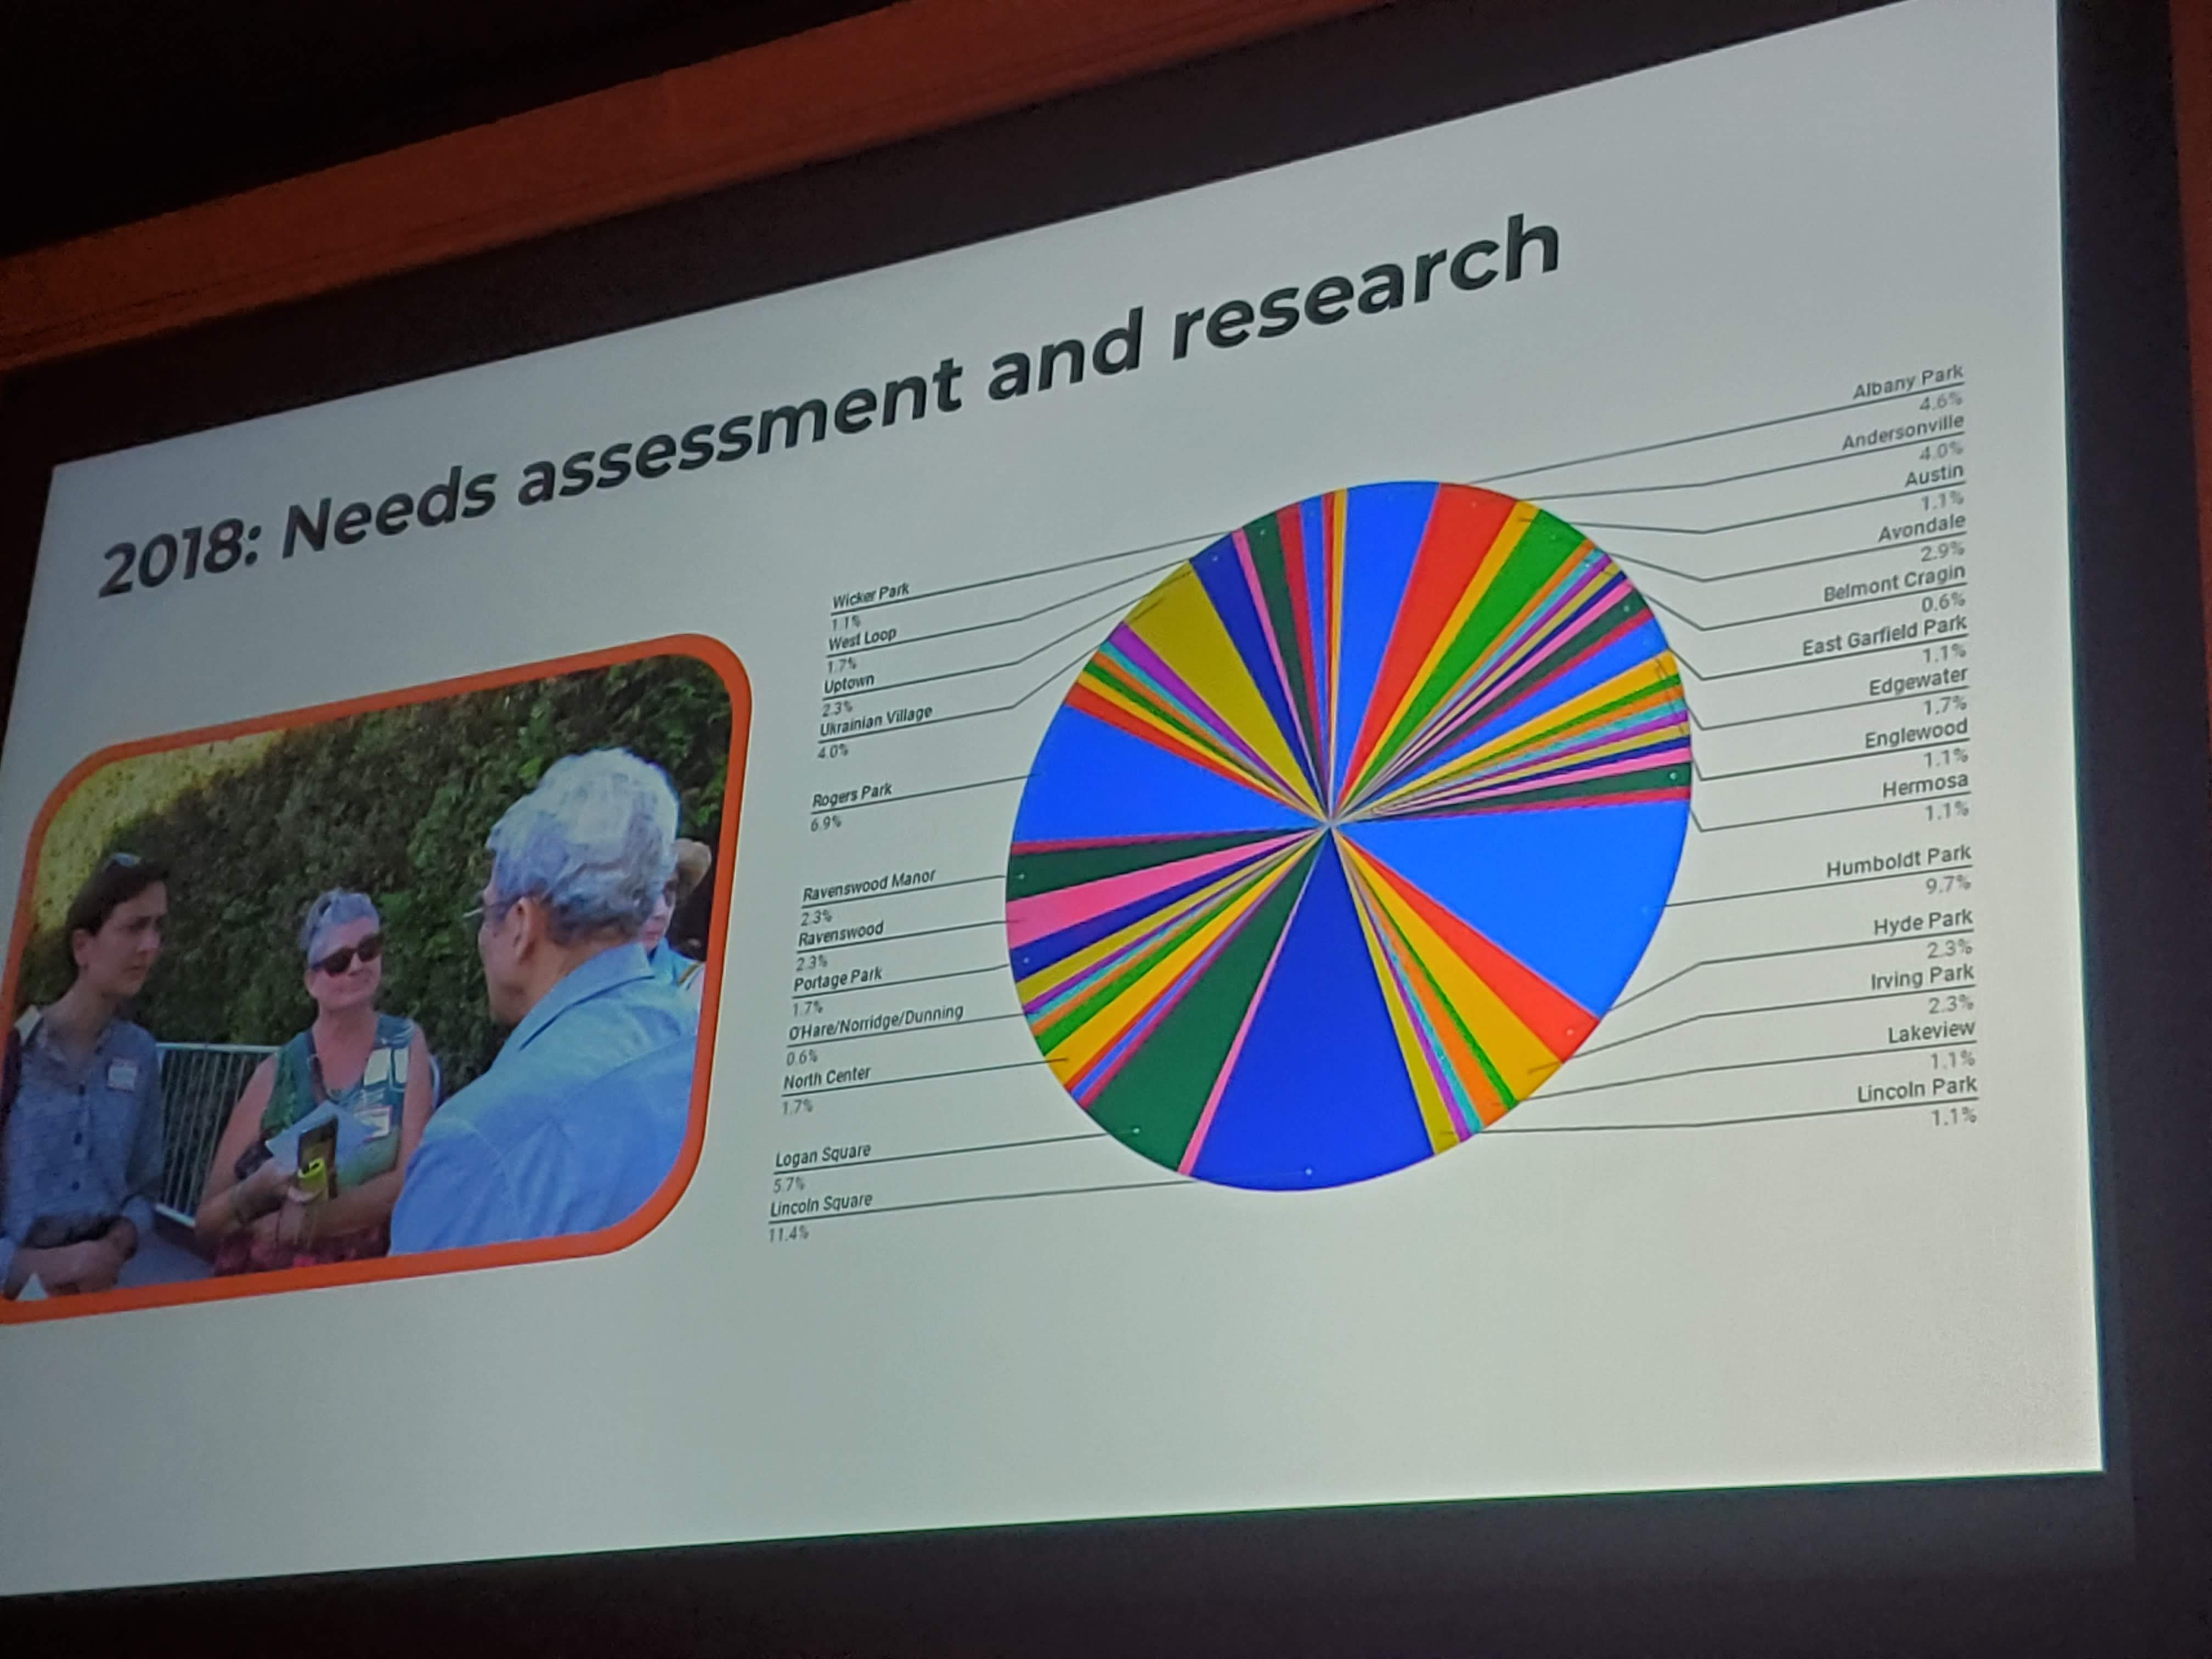 2018: Needs assessment and research
Wicker Park
1.1%
West Loop
1.7%
Uptown
2.3%
Ukrainian Village
4.0%
Rogers Park
6.9%
Ravenswood Manor
2.3%
Ravenswood
2.3%
Portage Park
1.7%
O'Hare/Norridge/Dunning
0.6%
North Center
1.7%
Logan Square
5.7%
Lincoln Square
11.4%
Albany Park
4.6%
Andersonville
4.0%
Austin
1.1%
Avondale
2.9%
Belmont Cragin
0.6%
East Garfield Park
1.1%
Edgewater
1.7%
Englewood
1.1%
Hermosa
1.1%
Humboldt Park
9.7%
Hyde Park
2.3%
Irving Park
2.3%
Lakeview
1.1%
Lincoln Park
1.1%